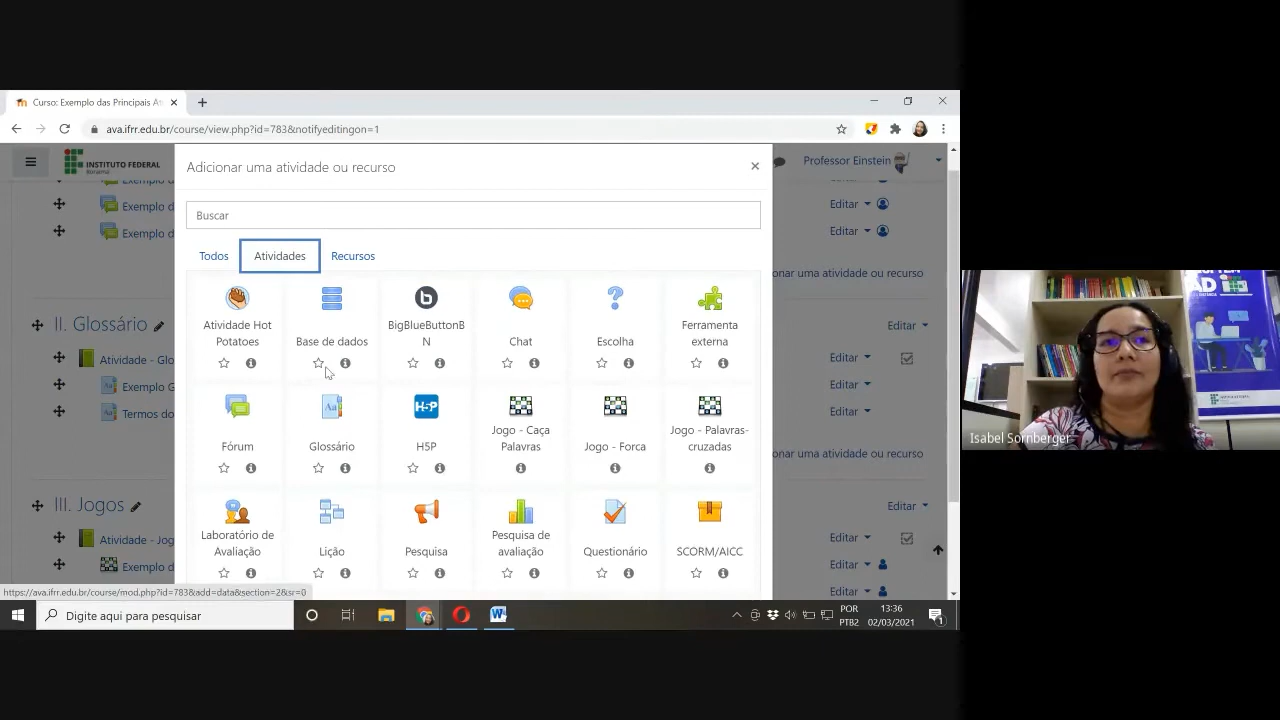 Curso: Exemplo das Principais At
ava.ifrr.edu.br/course/view.php?id=783&notifyeditingon=1
INSTITUTO FEDERAL
Roraima
Adicionar uma atividade ou recurso
Professor Einstein
Buscar
Todos
Atividades
Recursos
Exemplo d
Editar
Exemplo d
Editar
Exemplo d
Editar
onar uma atividade ou recurso
II. Glossário
Editar
Atividade - Glo
Editar
Exemplo G
Editar
Termos do
Editar
onar uma atividade ou recurso
III. Jogos
Editar
Atividade - Jog
Editar
Exemplo d
Editar
Editar
Atividade Hot
Potatoes
Base de dados
BigBlueButtonB
N
Chat
Escolha
Ferramenta
externa
Fórum
Glossário
H5P
H5P
Jogo - Caça
Palavras
Jogo - Forca
Jogo - Palavras-
cruzadas
Laboratório de
Avaliação
Lição
Pesquisa
Pesquisa de
avaliação
Questionário
SCORM/AICC
https://ava.ifrr.edu.br/course/mod.php?id=783&add=data&section=2&sr=0
Digite aqui para pesquisar
POR
PTB2
13:36
02/03/2021
1
AD
Isabel Sornberger